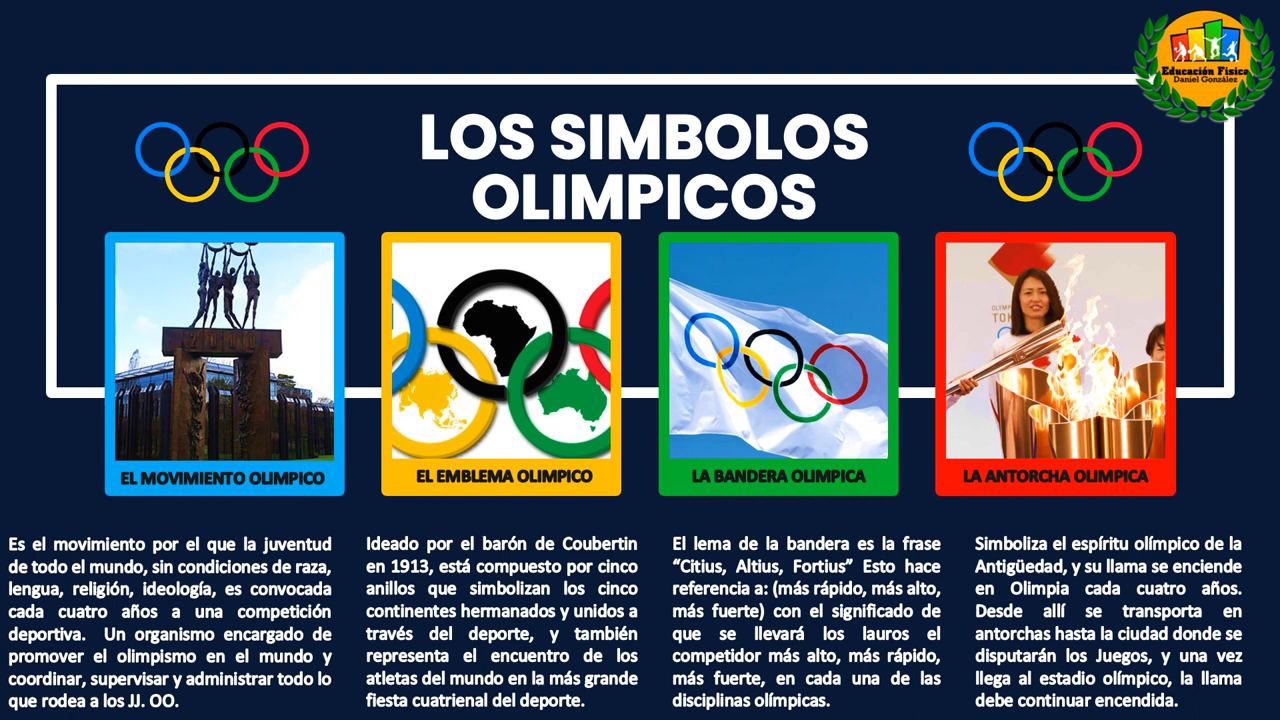 Educación Física
Daniel González
LOS SIMBOLOS
OLIMPICOS
EL MOVIMIENTO OLIMPICO
EL EMBLEMA OLIMPICO
LA BANDERA OLIMPICA
LA ANTORCHA OLIMPICA
Es el movimiento por el que la juventud
de todo el mundo, sin condiciones de raza,
lengua, religión, ideología, es convocada
cada cuatro años a una competición
deportiva. Un organismo encargado de
promover el olimpismo en el mundo y
coordinar, supervisar y administrar todo lo
que rodea a los JJ. OO.
Ideado por el barón de Coubertin
en 1913, está compuesto por cinco
anillos que simbolizan los cinco
continentes hermanados y unidos a
través del deporte, y también
representa el encuentro de los
atletas del mundo en la más grande
fiesta cuatrienal del deporte.
El lema de la bandera es la frase
“Citius, Altius, Fortius” Esto hace
referencia a: (más rápido, más alto,
más fuerte) con el significado de
que se llevará los lauros el
competidor más alto, más rápido,
más fuerte, en cada una de las
disciplinas olímpicas.
Simboliza el espíritu olímpico de la
Antigüedad, y su llama se enciende
en Olimpia cada cuatro años.
Desde allí se transporta en
antorchas hasta la ciudad donde se
disputarán los Juegos, y una vez
llega al estadio olímpico, la llama
debe continuar encendida.